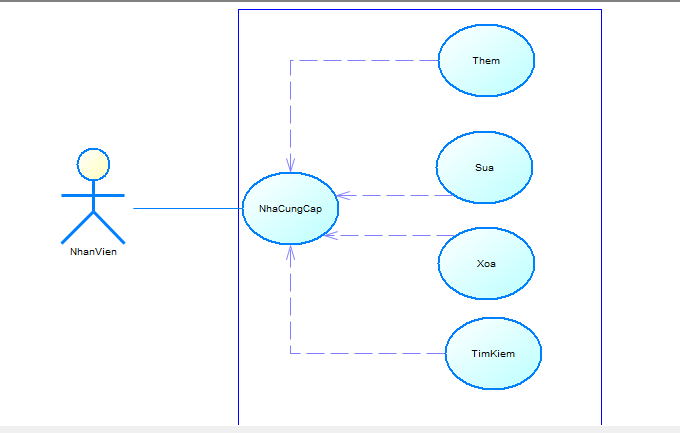 Them
Sua
NhaCungCap
NhanVien
Xoa
TimKiem